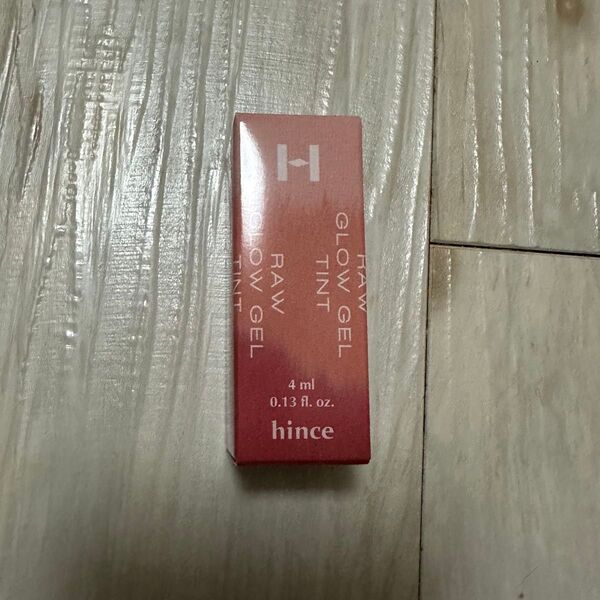 H
RAW
GLOW GEL
TINT
RAW
GLOW GEL
TINT
4 ml
0.13 fl. oz.
hince